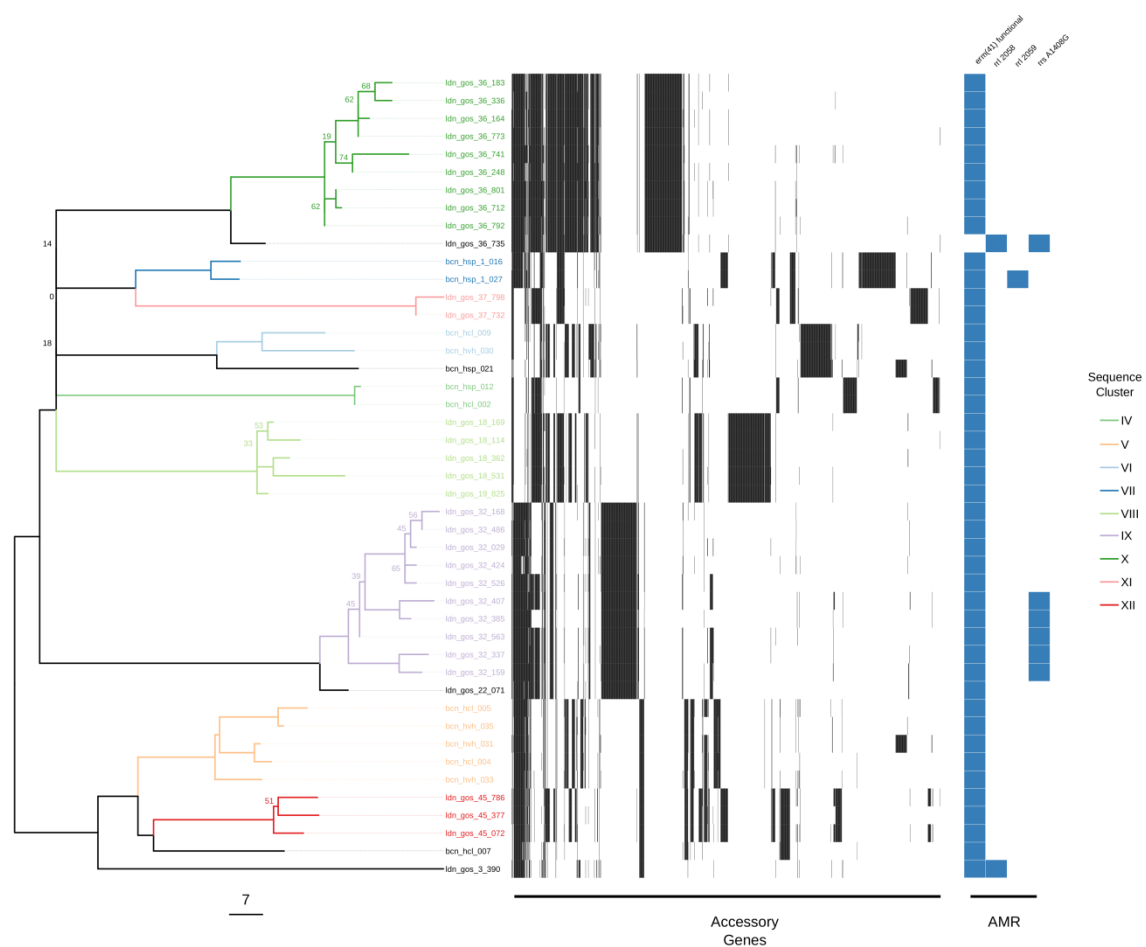 erm(41) functional
rrl 2058
rrl 2059
rrs A1408G
68
ldn_gos_36_183
62
ldn_gos_36_336
ldn_gos_36_164
19
ldn_gos_36_773
74
ldn_gos_36_741
ldn_gos_36_248
ldn_gos_36_801
62
ldn_gos_36_712
ldn_gos_36_792
14
ldn_gos_36_735
bcn_hsp_1_016
bcn_hsp_1_027
0
ldn_gos_37_798
ldn_gos_37_732
bcn_hcl_009
18
bcn_hvh_030
bcn_hsp_021
bcn_hsp_012
bcn_hcl_002
53
ldn_gos_18_169
33
ldn_gos_18_114
ldn_gos_18_362
ldn_gos_18_531
ldn_gos_18_625
56
ldn_gos_32_168
45
ldn_gos_32_486
ldn_gos_32_029
65
ldn_gos_32_424
39
ldn_gos_32_526
ldn_gos_32_407
45
ldn_gos_32_385
ldn_gos_32_563
ldn_gos_32_337
ldn_gos_32_159
ldn_gos_22_071
bcn_hcl_005
bcn_hvh_035
bcn_hvh_031
bcn_hcl_004
bcn_hvh_033
51
ldn_gos_45_786
ldn_gos_45_377
ldn_gos_45_072
bcn_hcl_007
ldn_gos_3_390
7
Accessory
Genes
AMR
Sequence
Cluster
IV
V
VI
VII
VIII
IX
X
XI
XII